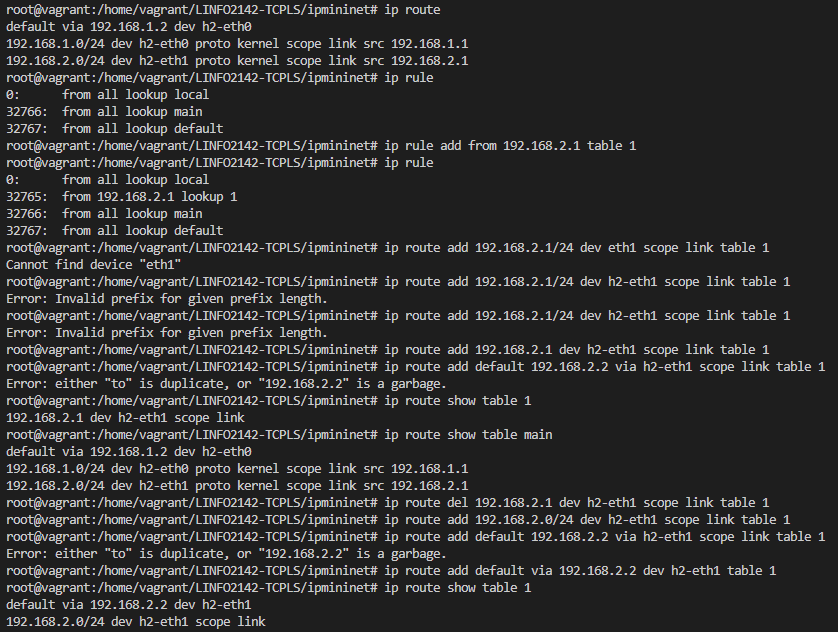 root@vagrant:/home/vagrant/LINFO2142-TCPLS/ipmininet# ip route
default via 192.168.1.2 dev h2-eth0
192.168.1.0/24 dev h2-eth0 proto kernel scope link src 192.168.1.1
192.168.2.0/24 dev h2-eth1 proto kernel scope link src 192.168.2.1
root@vagrant:/home/vagrant/LINFO2142-TCPLS/ipmininet# ip rule
0:      from all lookup local
32766:  from all lookup main
32767:  from all lookup default
root@vagrant:/home/vagrant/LINFO2142-TCPLS/ipmininet# ip rule add from 192.168.2.1 table 1
root@vagrant:/home/vagrant/LINFO2142-TCPLS/ipmininet# ip rule
0:      from all lookup local
32765:  from 192.168.2.1 lookup 1
32766:  from all lookup main
32767:  from all lookup default
root@vagrant:/home/vagrant/LINFO2142-TCPLS/ipmininet# ip route add 192.168.2.1/24 dev eth1 scope link table 1
Cannot find device "eth1"
root@vagrant:/home/vagrant/LINFO2142-TCPLS/ipmininet# ip route add 192.168.2.1/24 dev h2-eth1 scope link table 1
Error: Invalid prefix for given prefix length.
root@vagrant:/home/vagrant/LINFO2142-TCPLS/ipmininet# ip route add 192.168.2.1/24 dev h2-eth1 scope link table 1
Error: Invalid prefix for given prefix length.
root@vagrant:/home/vagrant/LINFO2142-TCPLS/ipmininet# ip route add 192.168.2.1 dev h2-eth1 scope link table 1
root@vagrant:/home/vagrant/LINFO2142-TCPLS/ipmininet# ip route add default 192.168.2.2 via h2-eth1 scope link table 1
Error: either "to" is duplicate, or "192.168.2.2" is a garbage.
root@vagrant:/home/vagrant/LINFO2142-TCPLS/ipmininet# ip route show table 1
192.168.2.1 dev h2-eth1 scope link
root@vagrant:/home/vagrant/LINFO2142-TCPLS/ipmininet# ip route show table main
default via 192.168.1.2 dev h2-eth0
192.168.1.0/24 dev h2-eth0 proto kernel scope link src 192.168.1.1
192.168.2.0/24 dev h2-eth1 proto kernel scope link src 192.168.2.1
root@vagrant:/home/vagrant/LINFO2142-TCPLS/ipmininet# ip route del 192.168.2.1 dev h2-eth1 scope link table 1
root@vagrant:/home/vagrant/LINFO2142-TCPLS/ipmininet# ip route add 192.168.2.0/24 dev h2-eth1 scope link table 1
root@vagrant:/home/vagrant/LINFO2142-TCPLS/ipmininet# ip route add default 192.168.2.2 via h2-eth1 scope link table 1
Error: either "to" is duplicate, or "192.168.2.2" is a garbage.
root@vagrant:/home/vagrant/LINFO2142-TCPLS/ipmininet# ip route add default via 192.168.2.2 dev h2-eth1 table 1
root@vagrant:/home/vagrant/LINFO2142-TCPLS/ipmininet# ip route show table 1
default via 192.168.2.2 dev h2-eth1
192.168.2.0/24 dev h2-eth1 scope link